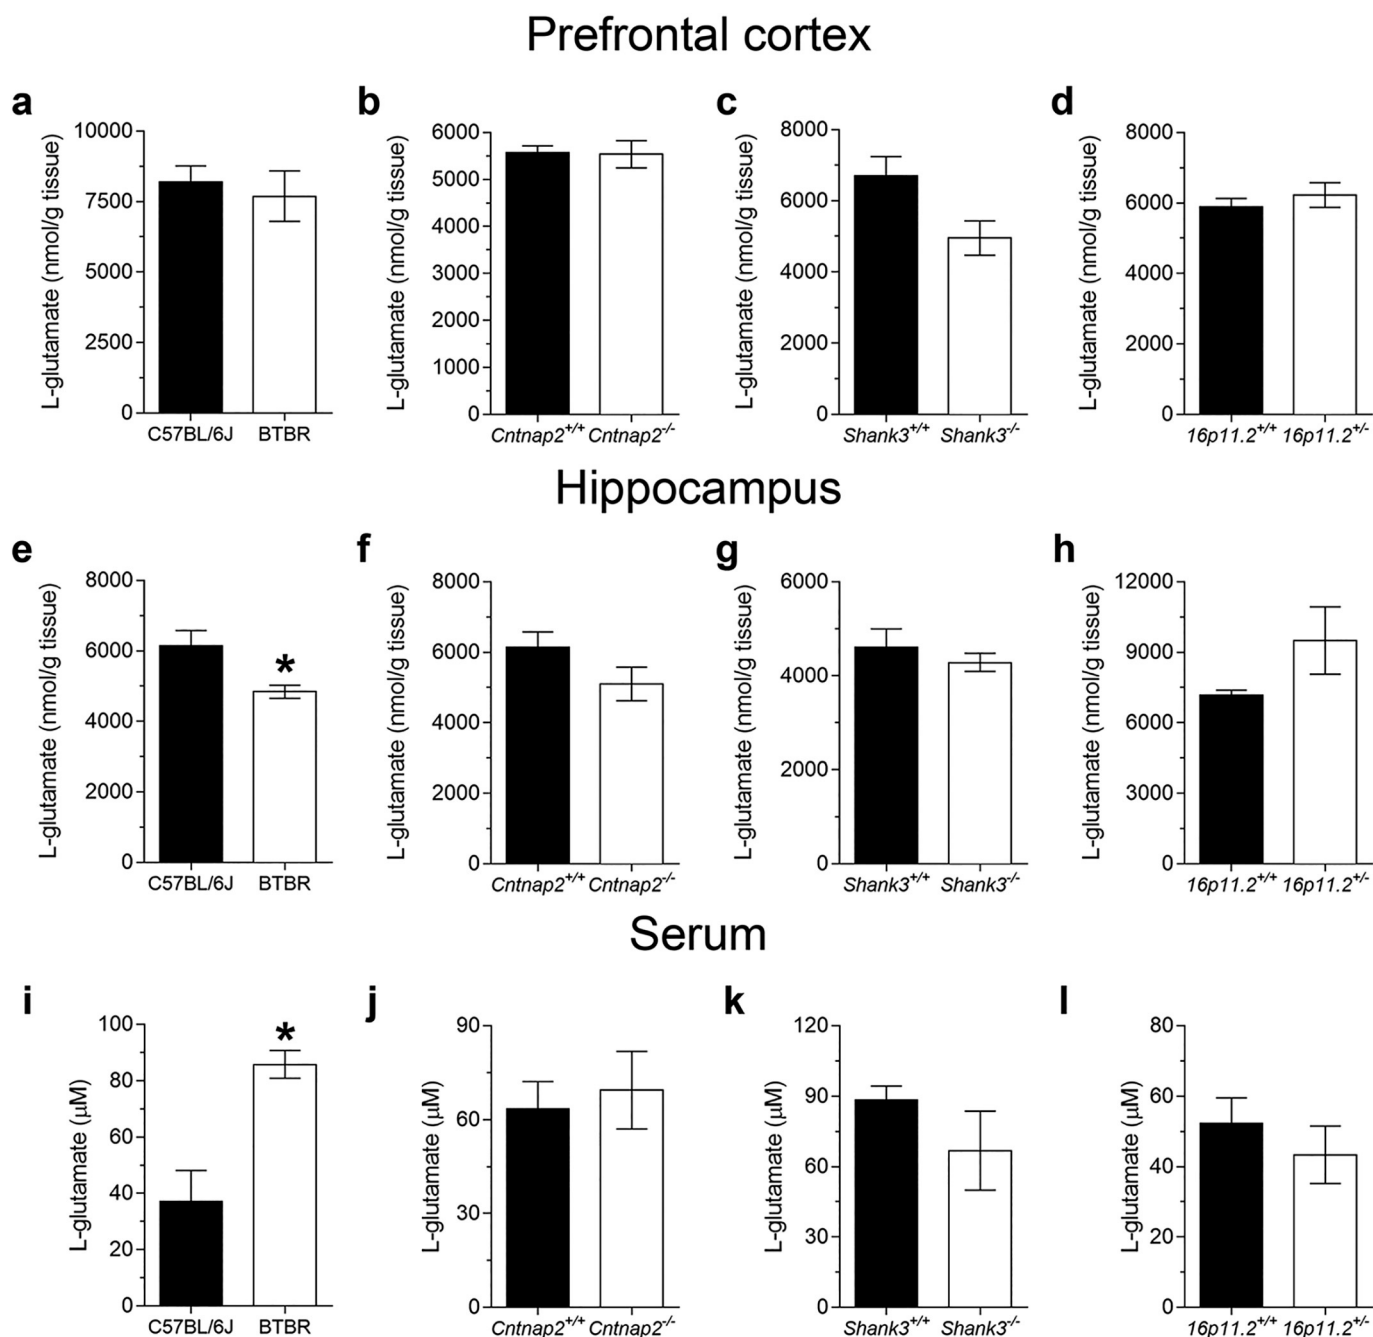 Prefrontal cortex
a b c d
L-glutamate (nmol/g tissue)
10000
7500
5000
2500
0
C57BL/6J BTBR
L-glutamate (nmol/g tissue)
6000
5000
4000
3000
2000
1000
0
Cntnap2+/+ Cntnap2-/-
L-glutamate (nmol/g tissue)
8000
6000
4000
2000
0
Shank3+/+ Shank3-/-
L-glutamate (nmol/g tissue)
8000
6000
4000
2000
0
16p11.2+/+ 16p11.2+/-
Hippocampus
e f g h
L-glutamate (nmol/g tissue)
8000
6000
*
4000
2000
0
C57BL/6J BTBR
L-glutamate (nmol/g tissue)
8000
6000
4000
2000
0
Cntnap2+/+ Cntnap2-/-
L-glutamate (nmol/g tissue)
6000
4000
2000
0
Shank3+/+ Shank3-/-
L-glutamate (nmol/g tissue)
12000
9000
6000
3000
0
16p11.2+/+ 16p11.2+/-
Serum
i j k l
L-glutamate (μM)
100
*
80
60
40
20
0
C57BL/6J BTBR
L-glutamate (μM)
90
60
30
0
Cntnap2+/+ Cntnap2-/-
L-glutamate (μM)
120
90
60
30
0
Shank3+/+ Shank3-/-
L-glutamate (μM)
80
60
40
20
0
16p11.2+/+ 16p11.2+/-